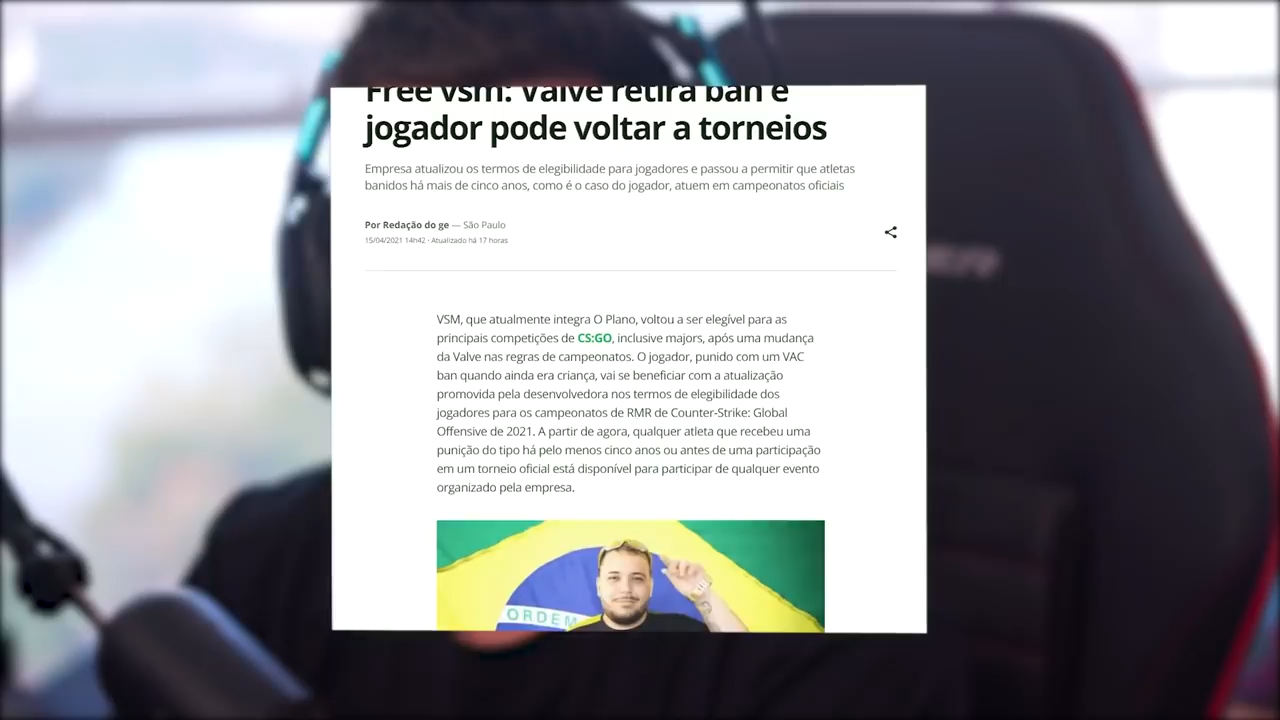 Free vsm: Valve retira ban e
jogador pode voltar a torneios
Empresa atualizou os termos de elegibilidade para jogadores e passou a permitir que atletas
banidos há mais de cinco anos, como é o caso do jogador, atuem em campeonatos oficiais
Por Redação do ge — São Paulo
15/04/2021 14h42 · Atualizado há 17 horas
VSM, que atualmente integra O Plano, voltou a ser elegível para as
principais competições de CS:GO, inclusive majors, após uma mudança
da Valve nas regras de campeonatos. O jogador, punido com um VAC
ban quando ainda era criança, vai se beneficiar com a atualização
promovida pela desenvolvedora nos termos de elegibilidade dos
jogadores para os campeonatos de RMR de Counter-Strike: Global
Offensive de 2021. A partir de agora, qualquer atleta que recebeu uma
punição do tipo há pelo menos cinco anos ou antes de uma participação
em um torneio oficial está disponível para participar de qualquer evento
organizado pela empresa.
ORDEM